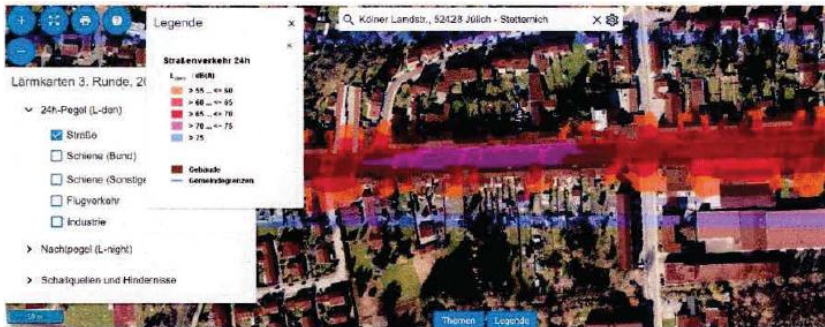 +
?
−
Legende
×
×
Straßenverkehr 24h
/ dB(A)
> 55 ... <= 60
> 60 ... <= 65
> 65 ... <= 70
> 70 ... <= 75
> 75
Gebäude
Gemeindegrenzen
Kölner Landstr., 52428 Jülich - Stetternich
×
Lärmkarten 3. Runde, 20
24h-Pegel (L-den)
Straße
Schiene (Bund)
Schiene (Sonstige
Flugverkehr
Industrie
Nachtpegel (L-night)
Schallquellen und Hindernisse
Themen
Legende